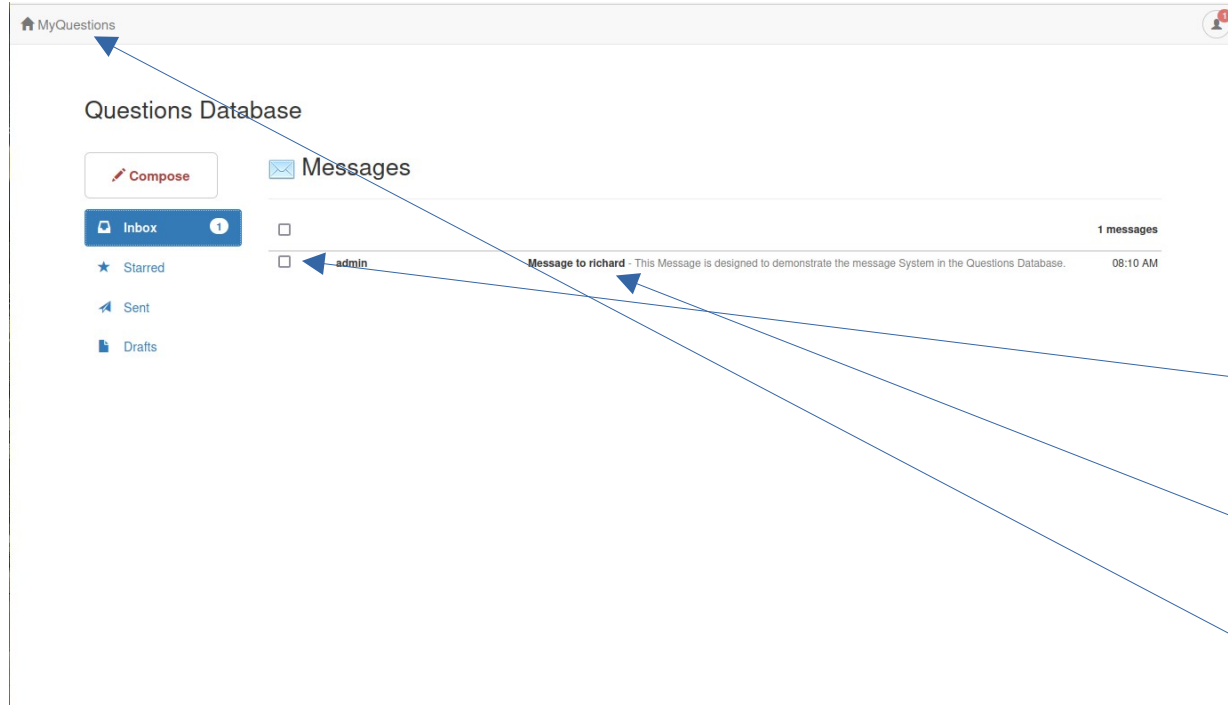 MyQuestions
1
Questions Database
Compose
Messages
Inbox 1
1 messages
admin Message to richard - This Message is designed to demonstrate the message System in the Questions Database. 08:10 AM
Starred
Sent
Drafts